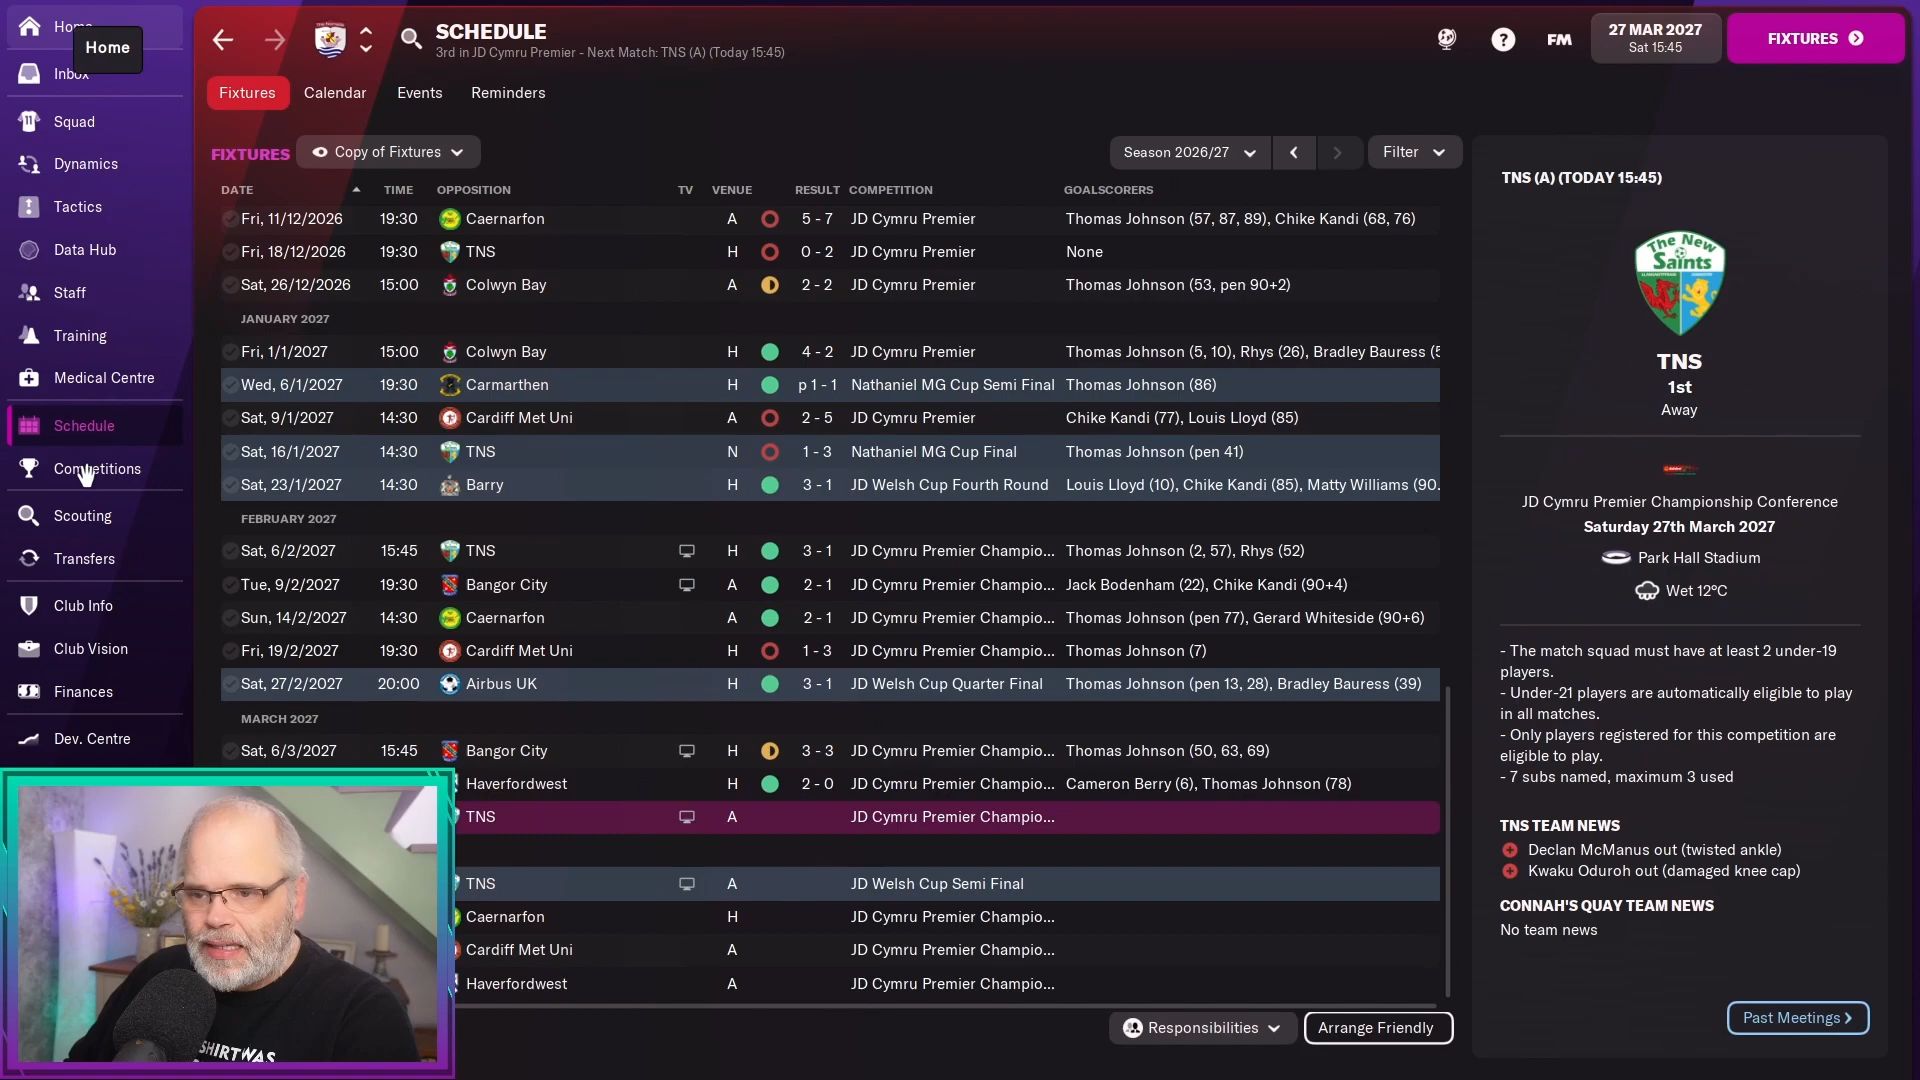 Home
Home
Inbox
Squad
Dynamics
Tactics
Data Hub
Staff
Training
Medical Centre
Schedule
Competitions
Scouting
Transfers
Club Info
Club Vision
Finances
Dev. Centre
SCHEDULE
3rd in JD Cymru Premier - Next Match: TNS (A) (Today 15:45)
FM
27 MAR 2027
Sat 15:45
FIXTURES
Fixtures Calendar Events Reminders
FIXTURES Copy of Fixtures Season 2026/27 Filter
DATE TIME OPPOSITION TV VENUE RESULT COMPETITION GOALSCORERS
Fri, 11/12/2026 19:30 Caernarfon A 5 - 7 JD Cymru Premier Thomas Johnson (57, 87, 89), Chike Kandi (68, 76)
Fri, 18/12/2026 19:30 TNS H 0 - 2 JD Cymru Premier None
Sat, 26/12/2026 15:00 Colwyn Bay A 2 - 2 JD Cymru Premier Thomas Johnson (53, pen 90+2)
JANUARY 2027
Fri, 1/1/2027 15:00 Colwyn Bay H 4 - 2 JD Cymru Premier Thomas Johnson (5, 10), Rhys (26), Bradley Bauress (5
Wed, 6/1/2027 19:30 Carmarthen H p 1 - 1 Nathaniel MG Cup Semi Final Thomas Johnson (86)
Sat, 9/1/2027 14:30 Cardiff Met Uni A 2 - 5 JD Cymru Premier Chike Kandi (77), Louis Lloyd (85)
Sat, 16/1/2027 14:30 TNS N 1 - 3 Nathaniel MG Cup Final Thomas Johnson (pen 41)
Sat, 23/1/2027 14:30 Barry H 3 - 1 JD Welsh Cup Fourth Round Louis Lloyd (10), Chike Kandi (85), Matty Williams (90.
FEBRUARY 2027
Sat, 6/2/2027 15:45 TNS H 3 - 1 JD Cymru Premier Champio... Thomas Johnson (2, 57), Rhys (52)
Tue, 9/2/2027 19:30 Bangor City A 2 - 1 JD Cymru Premier Champio... Jack Bodenham (22), Chike Kandi (90+4)
Sun, 14/2/2027 14:30 Caernarfon A 2 - 1 JD Cymru Premier Champio... Thomas Johnson (pen 77), Gerard Whiteside (90+6)
Fri, 19/2/2027 19:30 Cardiff Met Uni H 1 - 3 JD Cymru Premier Champio... Thomas Johnson (7)
Sat, 27/2/2027 20:00 Airbus UK H 3 - 1 JD Welsh Cup Quarter Final Thomas Johnson (pen 13, 28), Bradley Bauress (39)
MARCH 2027
Sat, 6/3/2027 15:45 Bangor City H 3 - 3 JD Cymru Premier Champio... Thomas Johnson (50, 63, 69)
Haverfordwest H 2 - 0 JD Cymru Premier Champio... Cameron Berry (6), Thomas Johnson (78)
TNS A JD Cymru Premier Champio...
TNS A JD Welsh Cup Semi Final
Caernarfon H JD Cymru Premier Champio...
Cardiff Met Uni A JD Cymru Premier Champio...
Haverfordwest A JD Cymru Premier Champio...
Responsibilities Arrange Friendly
TNS (A) (TODAY 15:45)
The New
Saints
TNS
1st
Away
JD Cymru Premier Championship Conference
Saturday 27th March 2027
Park Hall Stadium
Wet 12°C
- The match squad must have at least 2 under-19
players.
- Under-21 players are automatically eligible to play
in all matches.
- Only players registered for this competition are
eligible to play.
- 7 subs named, maximum 3 used
TNS TEAM NEWS
Declan McManus out (twisted ankle)
Kwaku Oduroh out (damaged knee cap)
CONNAH'S QUAY TEAM NEWS
No team news
Past Meetings
SHIRT WAS